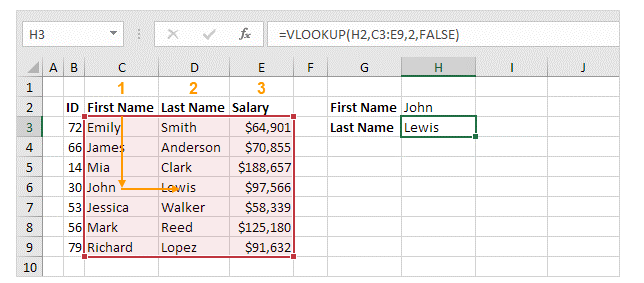 H3 fx =VLOOKUP(H2,C3:E9,2,FALSE)
A B C D E F G H I J
1 1 2 3
2 ID First Name Last Name Salary First Name John
3 72 Emily Smith $64,901 Last Name Lewis
4 66 James Anderson $70,855
5 14 Mia Clark $188,657
6 30 John Lewis $97,566
7 53 Jessica Walker $58,339
8 56 Mark Reed $125,180
9 79 Richard Lopez $91,632
10